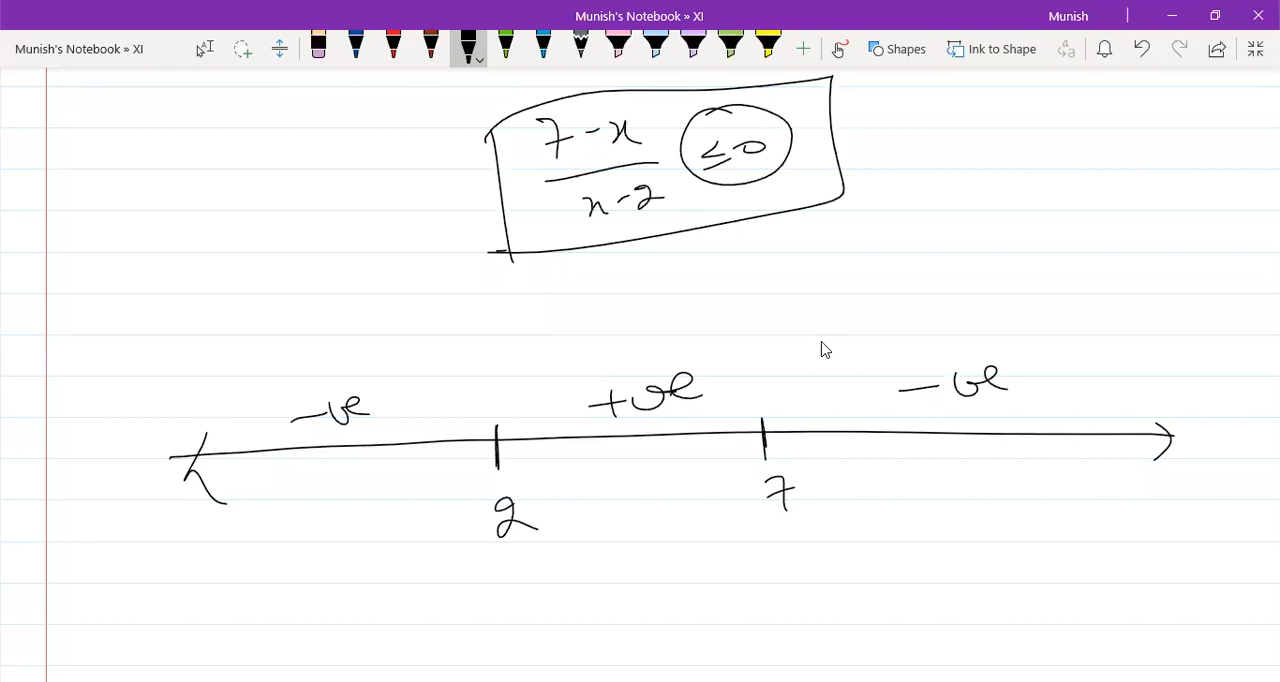 Munish's Notebook » XI
Munish
Munish's Notebook » XI
Shapes
Ink to Shape
7-x
≤0
x-2
-ve +ve -ve
2 7